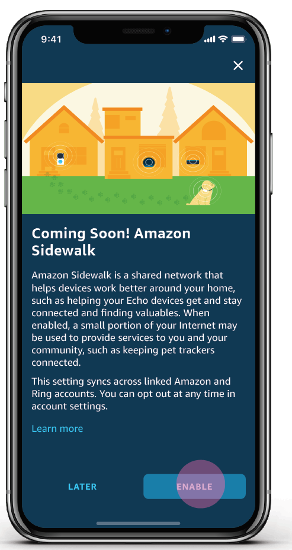 9:41
Coming Soon! Amazon
Sidewalk
Amazon Sidewalk is a shared network that
helps devices work better around your home,
such as helping your Echo devices get and stay
connected and finding valuables. When
enabled, a small portion of your Internet may
be used to provide services to you and your
community, such as keeping pet trackers
connected.
This setting syncs across linked Amazon and
Ring accounts. You can opt out at any time in
account settings.
Learn more
LATER ENABLE